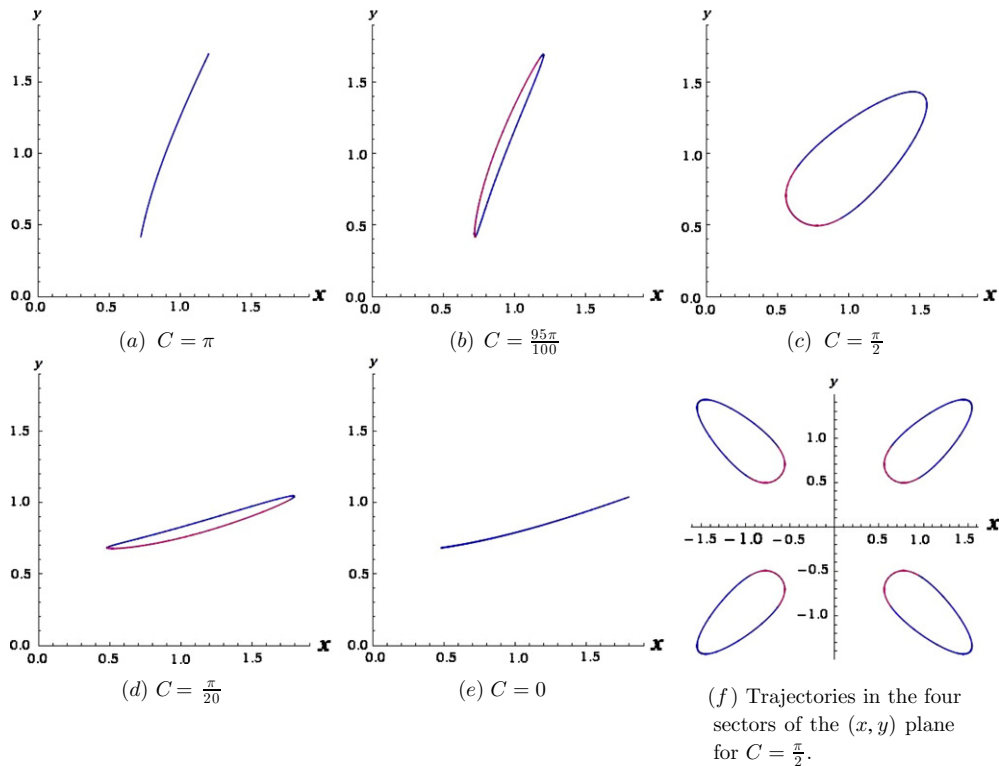 y
1.5
1.0
0.5
0.0
0.0 0.5 1.0 1.5 x
(a) C = π
y
1.5
1.0
0.5
0.0
0.0 0.5 1.0 1.5 x
(b) C = 95π/100
y
1.5
1.0
0.5
0.0
0.0 0.5 1.0 1.5 x
(c) C = π/2
y
1.5
1.0
0.5
0.0
0.0 0.5 1.0 1.5 x
(d) C = π/20
y
1.5
1.0
0.5
0.0
0.0 0.5 1.0 1.5 x
(e) C = 0
y
1.0
0.5
−1.5 −1.0 −0.5 0.5 1.0 1.5 x
−0.5
−1.0
(f) Trajectories in the four
sectors of the (x, y) plane
for C = π/2.